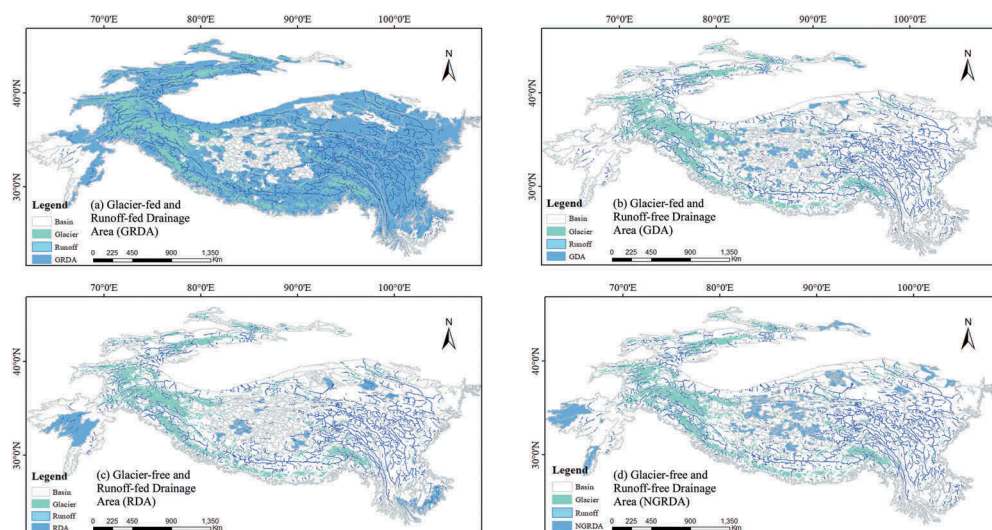 70°0'E 80°0'E 90°0'E 100°0'E
N
40°0'N
30°0'N
Legend
Basin
Glacier
Runoff
GRDA
(a) Glacier-fed and
Runoff-fed Drainage
Area (GRDA)
0 225 450 900 1,350
Km
70°0'E 80°0'E 90°0'E 100°0'E
N
40°0'N
30°0'N
Legend
Basin
Glacier
Runoff
GDA
(b) Glacier-fed and
Runoff-free Drainage
Area (GDA)
0 225 450 900 1,350
Km
70°0'E 80°0'E 90°0'E 100°0'E
N
40°0'N
30°0'N
Legend
Basin
Glacier
Runoff
RDA
(c) Glacier-free and
Runoff-fed Drainage
Area (RDA)
0 225 450 900 1,350
Km
70°0'E 80°0'E 90°0'E 100°0'E
N
40°0'N
30°0'N
Legend
Basin
Glacier
Runoff
NGRDA
(d) Glacier-free and
Runoff-free Drainage
Area (NGRDA)
0 225 450 900 1,350
Km